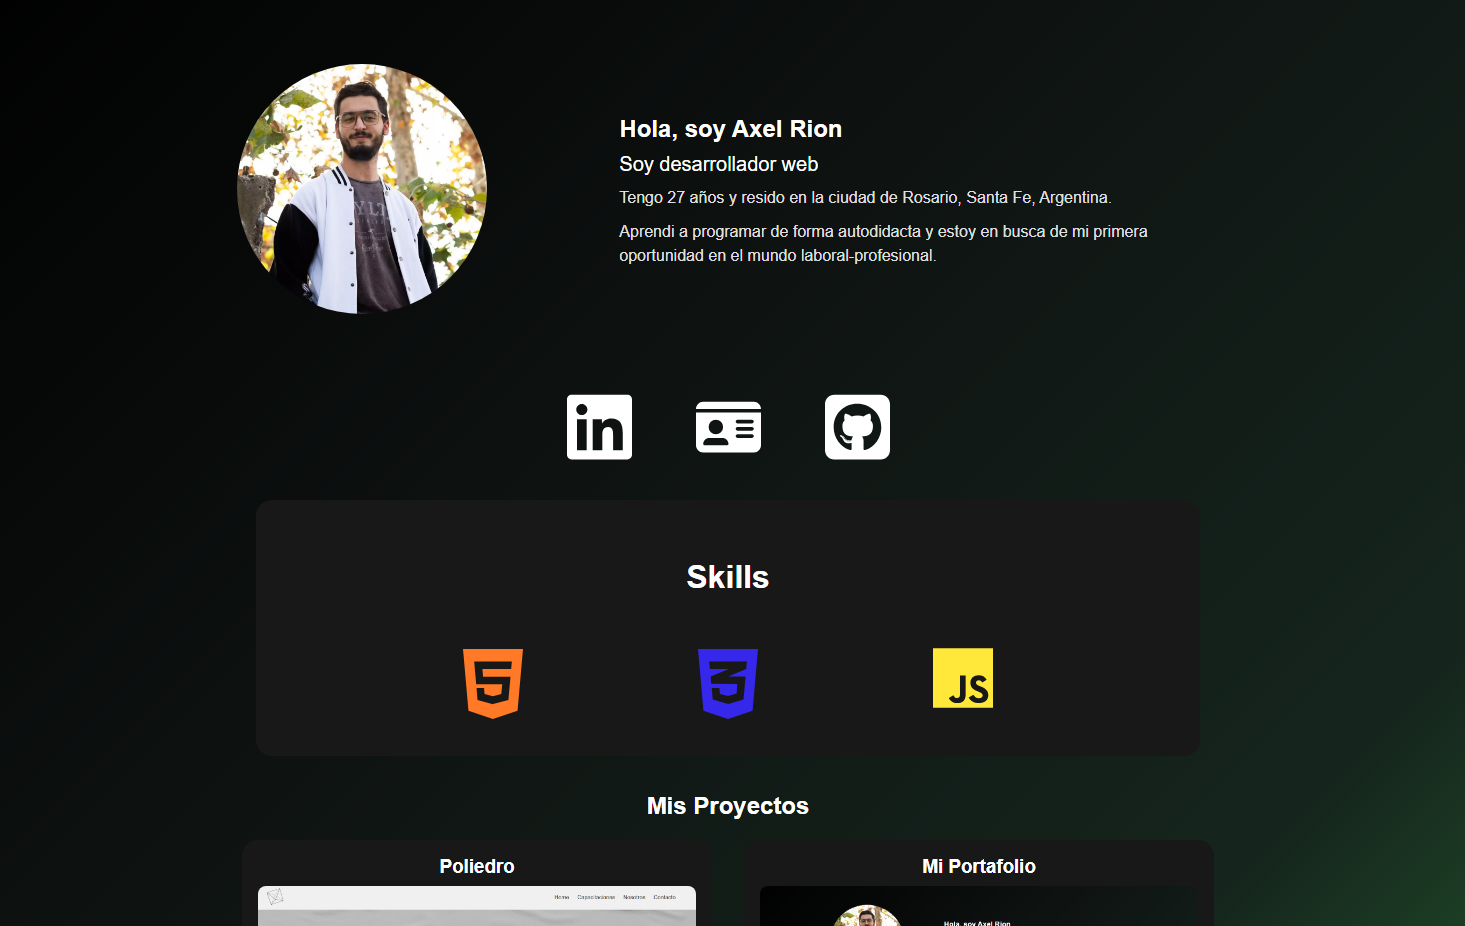 Hola, soy Axel Rion
Soy desarrollador web
Tengo 27 años y resido en la ciudad de Rosario, Santa Fe, Argentina.
Aprendi a programar de forma autodidacta y estoy en busca de mi primera
oportunidad en el mundo laboral-profesional.
in
Skills
5
3
JS
Mis Proyectos
Poliedro
Mi Portafolio
Home Capacitaciones Nosotros Contacto
Hola, soy Axel Rion